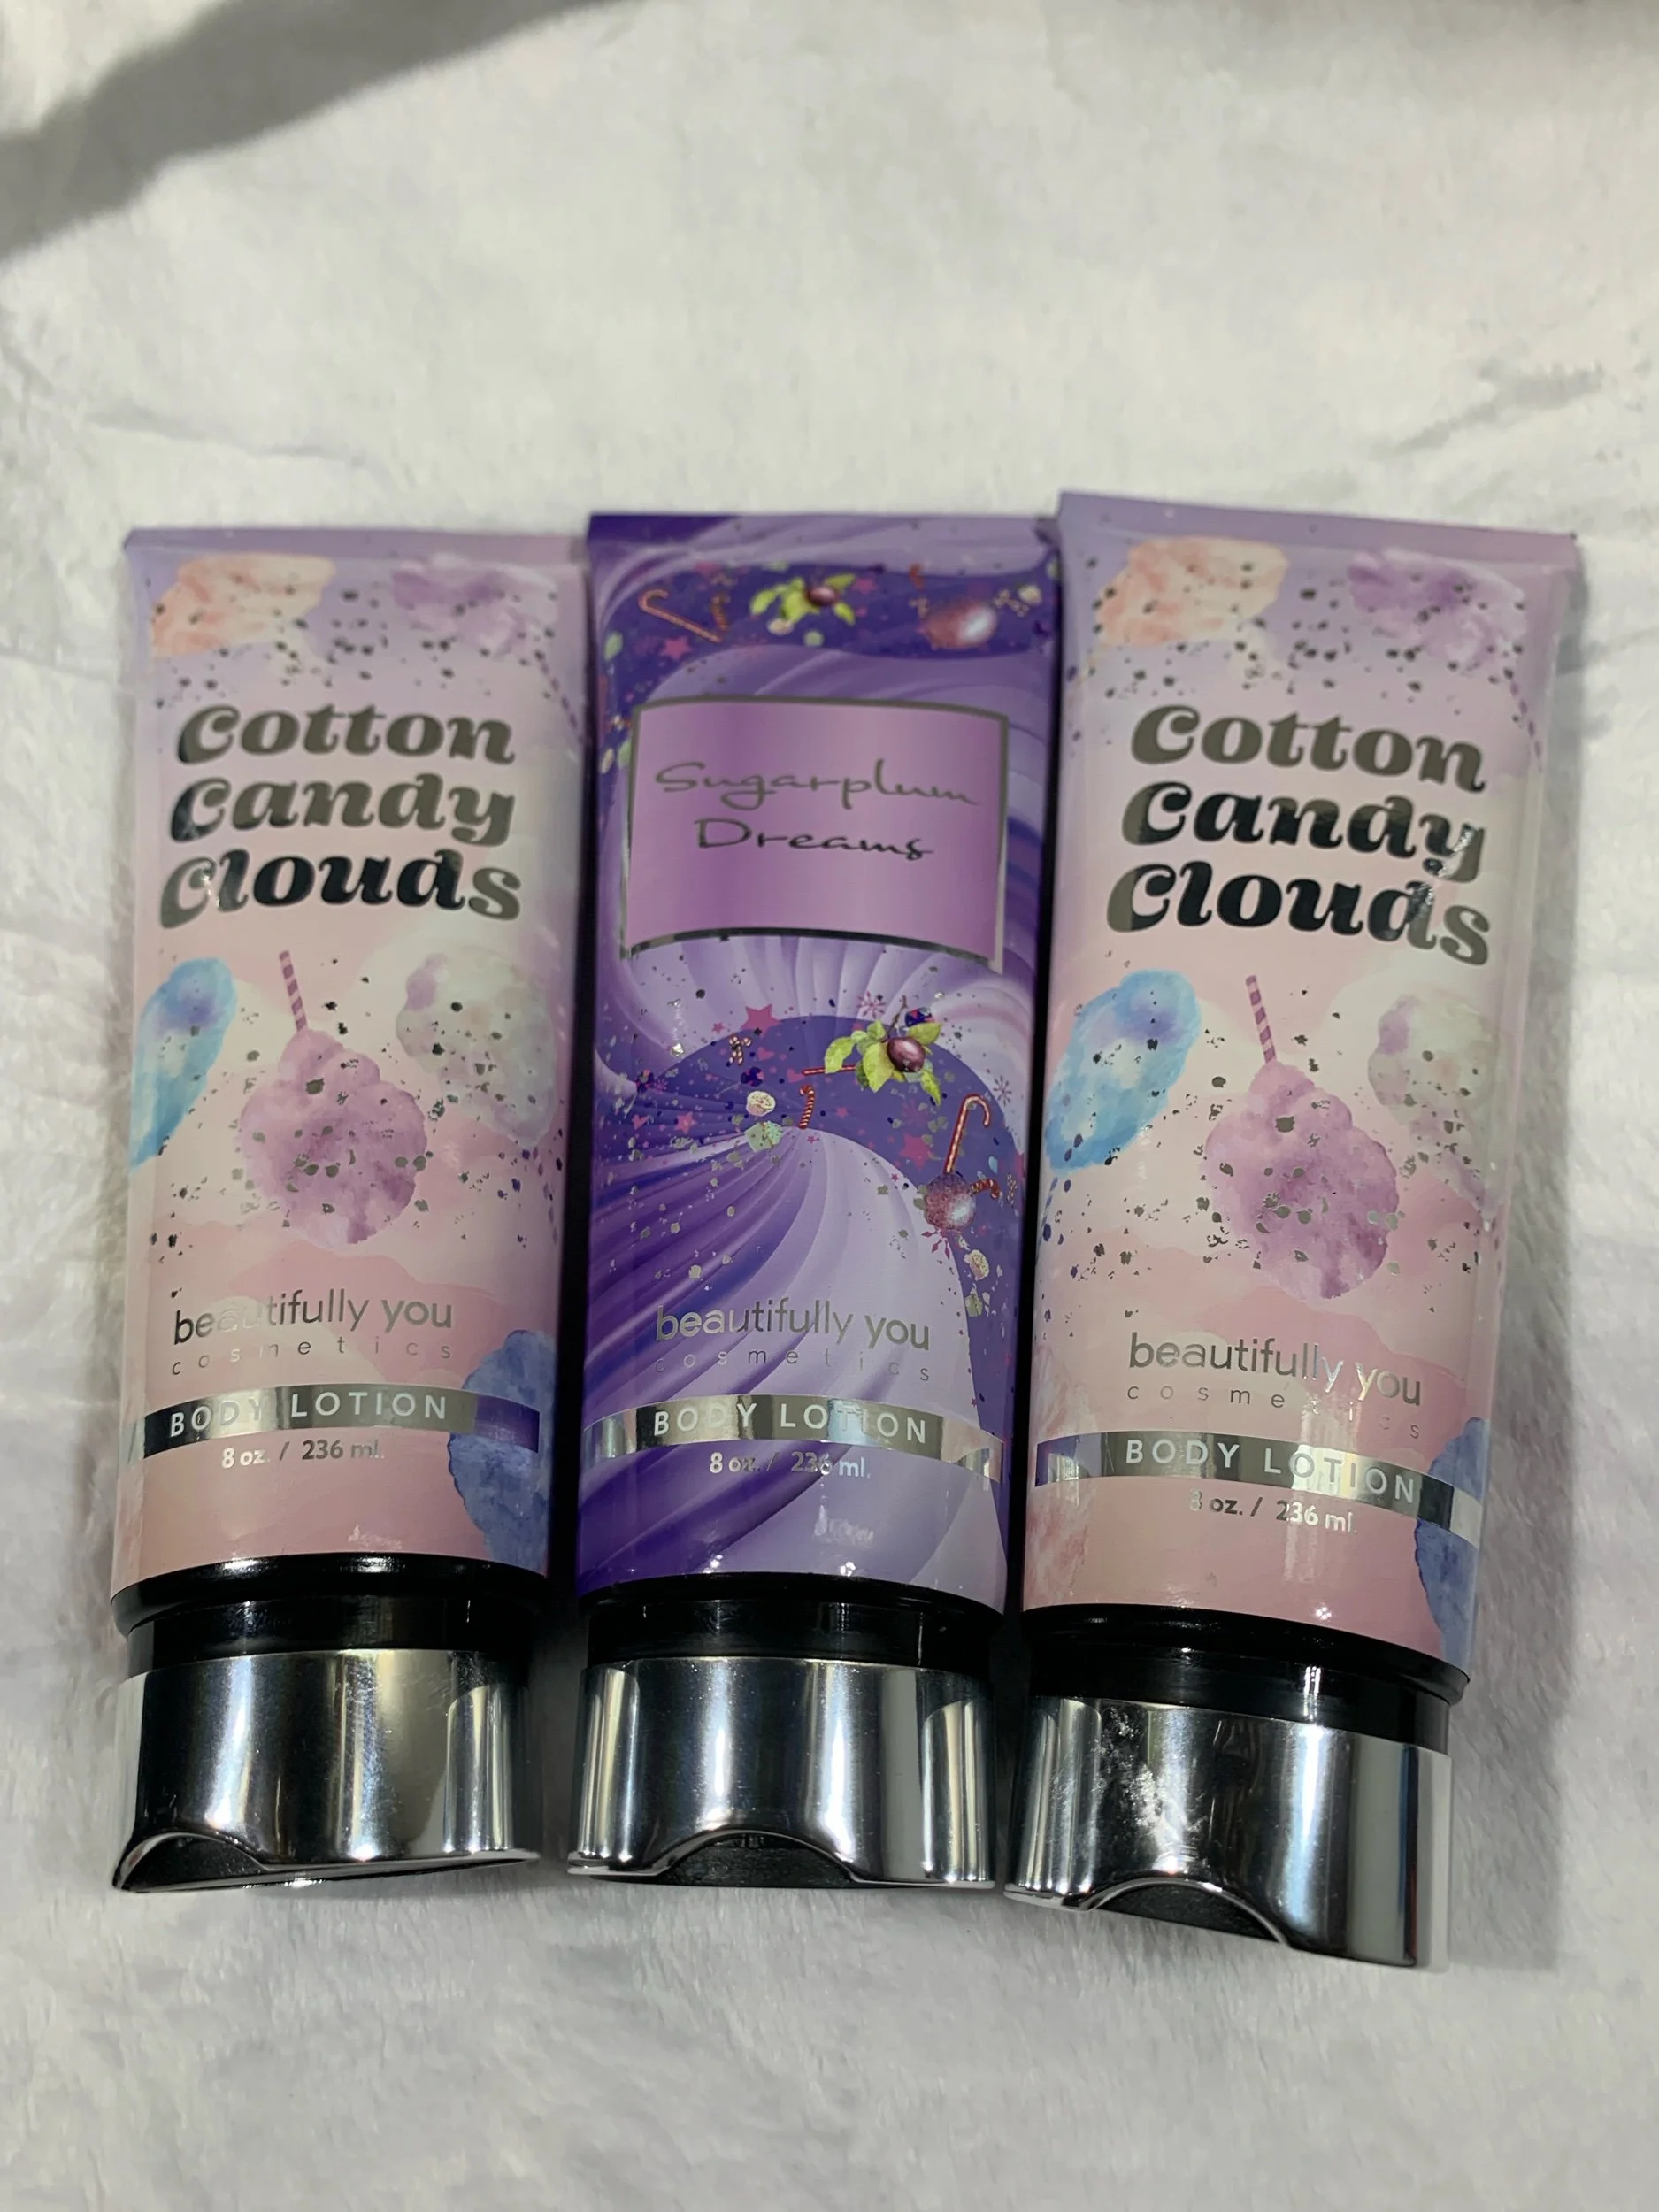 Cotton
Candy
Clouds
beautifully you
cosmetics
BODY LOTION
8 oz. / 236 ml.
Sugarplum
Dreams
beautifully you
cosmetics
BODY LOTION
8 oz. / 236 ml.
Cotton
Candy
Clouds
beautifully you
cosmetics
BODY LOTION
8 oz. / 236 ml.